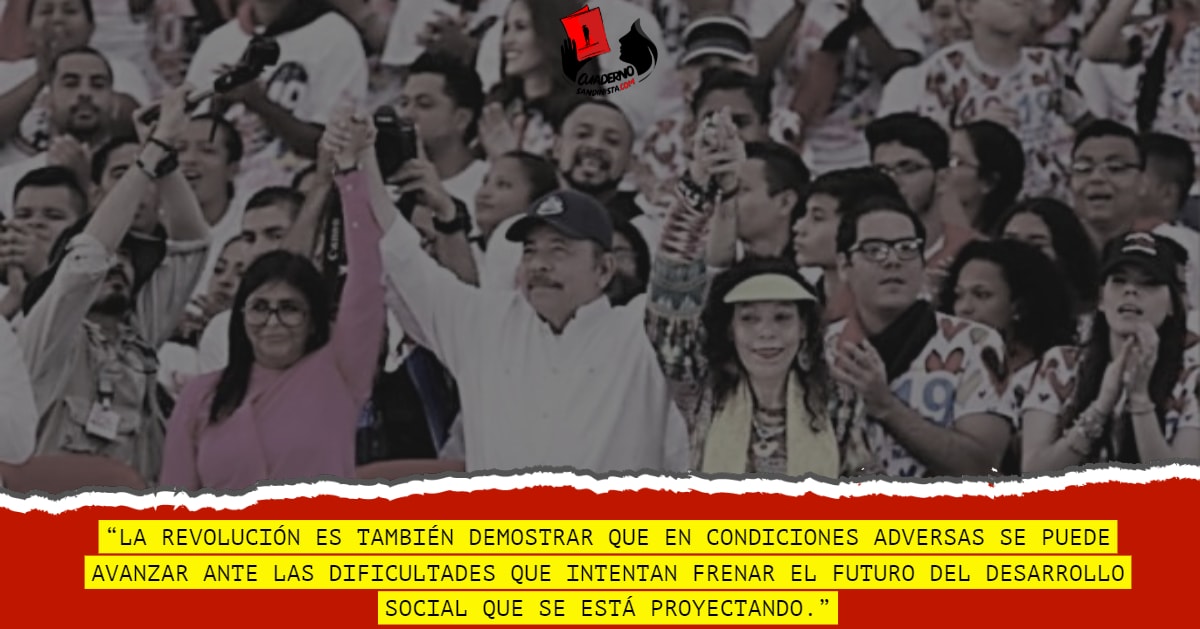 CUADERNO
SANDINISTA.COM
19
“LA REVOLUCIÓN ES TAMBIÉN DEMOSTRAR QUE EN CONDICIONES ADVERSAS SE PUEDE
AVANZAR ANTE LAS DIFICULTADES QUE INTENTAN FRENAR EL FUTURO DEL DESARROLLO
SOCIAL QUE SE ESTÁ PROYECTANDO.”